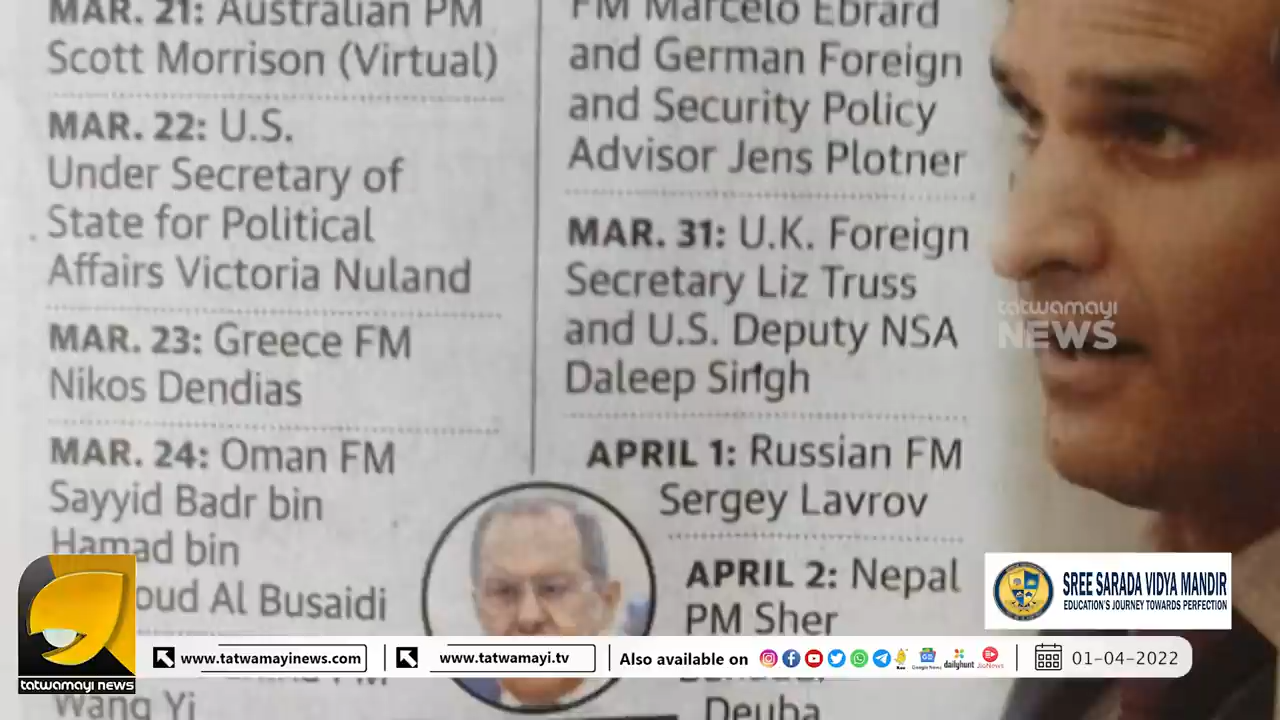 MAR. 21: Australian PM
Scott Morrison (Virtual)
MAR. 22: U.S.
Under Secretary of
State for Political
Affairs Victoria Nuland
MAR. 23: Greece FM
Nikos Dendias
MAR. 24: Oman FM
Sayyid Badr bin
Hamad bin
oud Al Busaidi
FM
Wang Yi
FM Marcelo Ebrard
and German Foreign
and Security Policy
Advisor Jens Plotner
MAR. 31: U.K. Foreign
Secretary Liz Truss
and U.S. Deputy NSA
Daleep Singh
APRIL 1: Russian FM
Sergey Lavrov
APRIL 2: Nepal
PM Sher
Deuba
tatwamayi
NEWS
SREE SARADA VIDYA MANDIR
EDUCATION'S JOURNEY TOWARDS PERFECTION
tatwamayi news
www.tatwamayinews.com
www.tatwamayi.tv
Also available on
Koo
Google News
dailyhunt
JioNews
01-04-2022